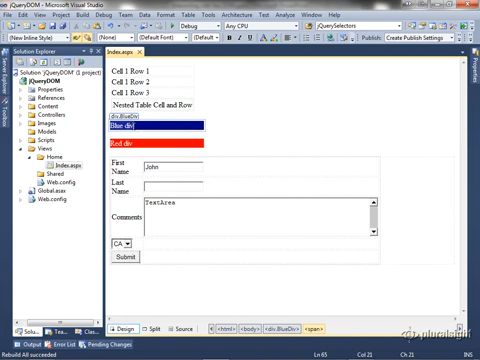 jQueryDOM - Microsoft Visual Studio
File Edit View Project Build Debug Team Data Tools Architecture Test Analyze Window Help
Debug Any CPU jQuerySelectors
(New Inline Style) (None) (Default Font) (Default Publish: Create Publish Settings
Solution Explorer
Solution 'jQueryDOM' (1 project)
jQueryDOM
Properties
References
Content
Controllers
Images
Models
Scripts
Views
Home
Index.aspx
Shared
Web.config
Global.asax
Web.config
Server Explorer
Toolbox
Properties
Index.aspx
Cell 1 Row 1
Cell 1 Row 2
Cell 1 Row 3
Nested Table Cell and Row
div.BlueDiv
Blue div
Red div
First Name
John
Last Name
Comments
TextArea
CA
Submit
Solu... Tea... Clas...
Design Split Source <html> <body> <div.BlueDiv> <span>
Output Error List Pending Changes
pluralsight
Rebuild All succeeded Ln 65 Col 21 Ch 21 INS